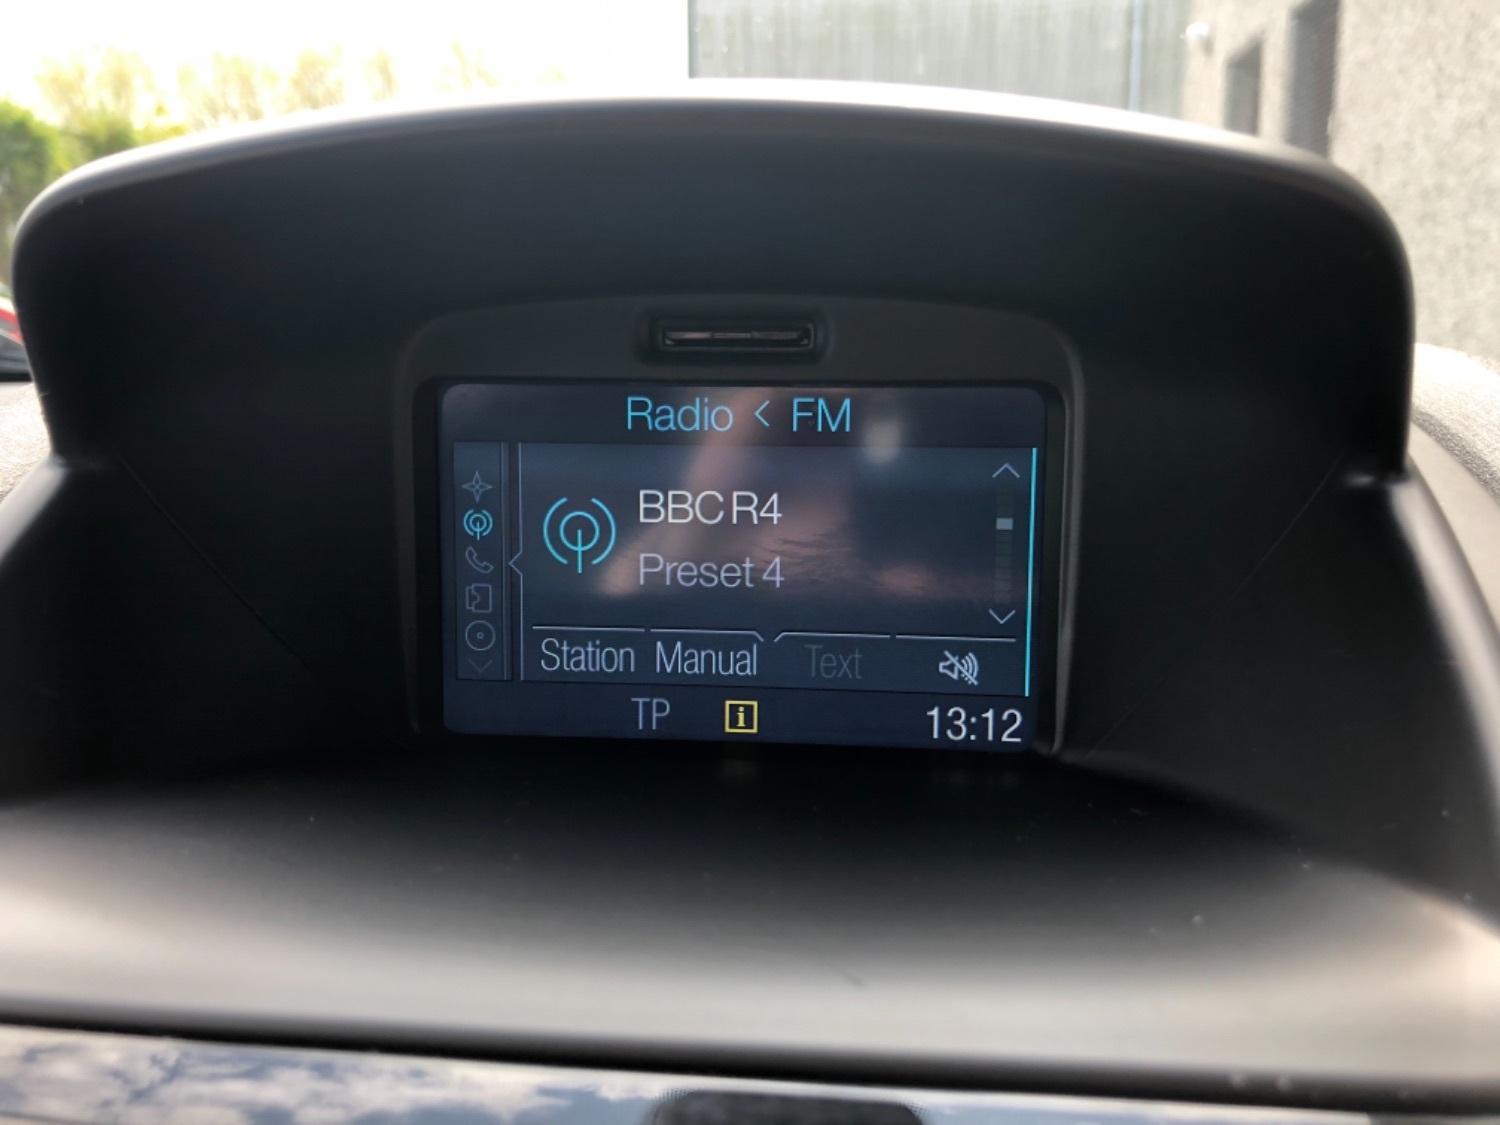 Radio < FM
BBC R4
Preset 4
Station Manual Text
TP i 13:12